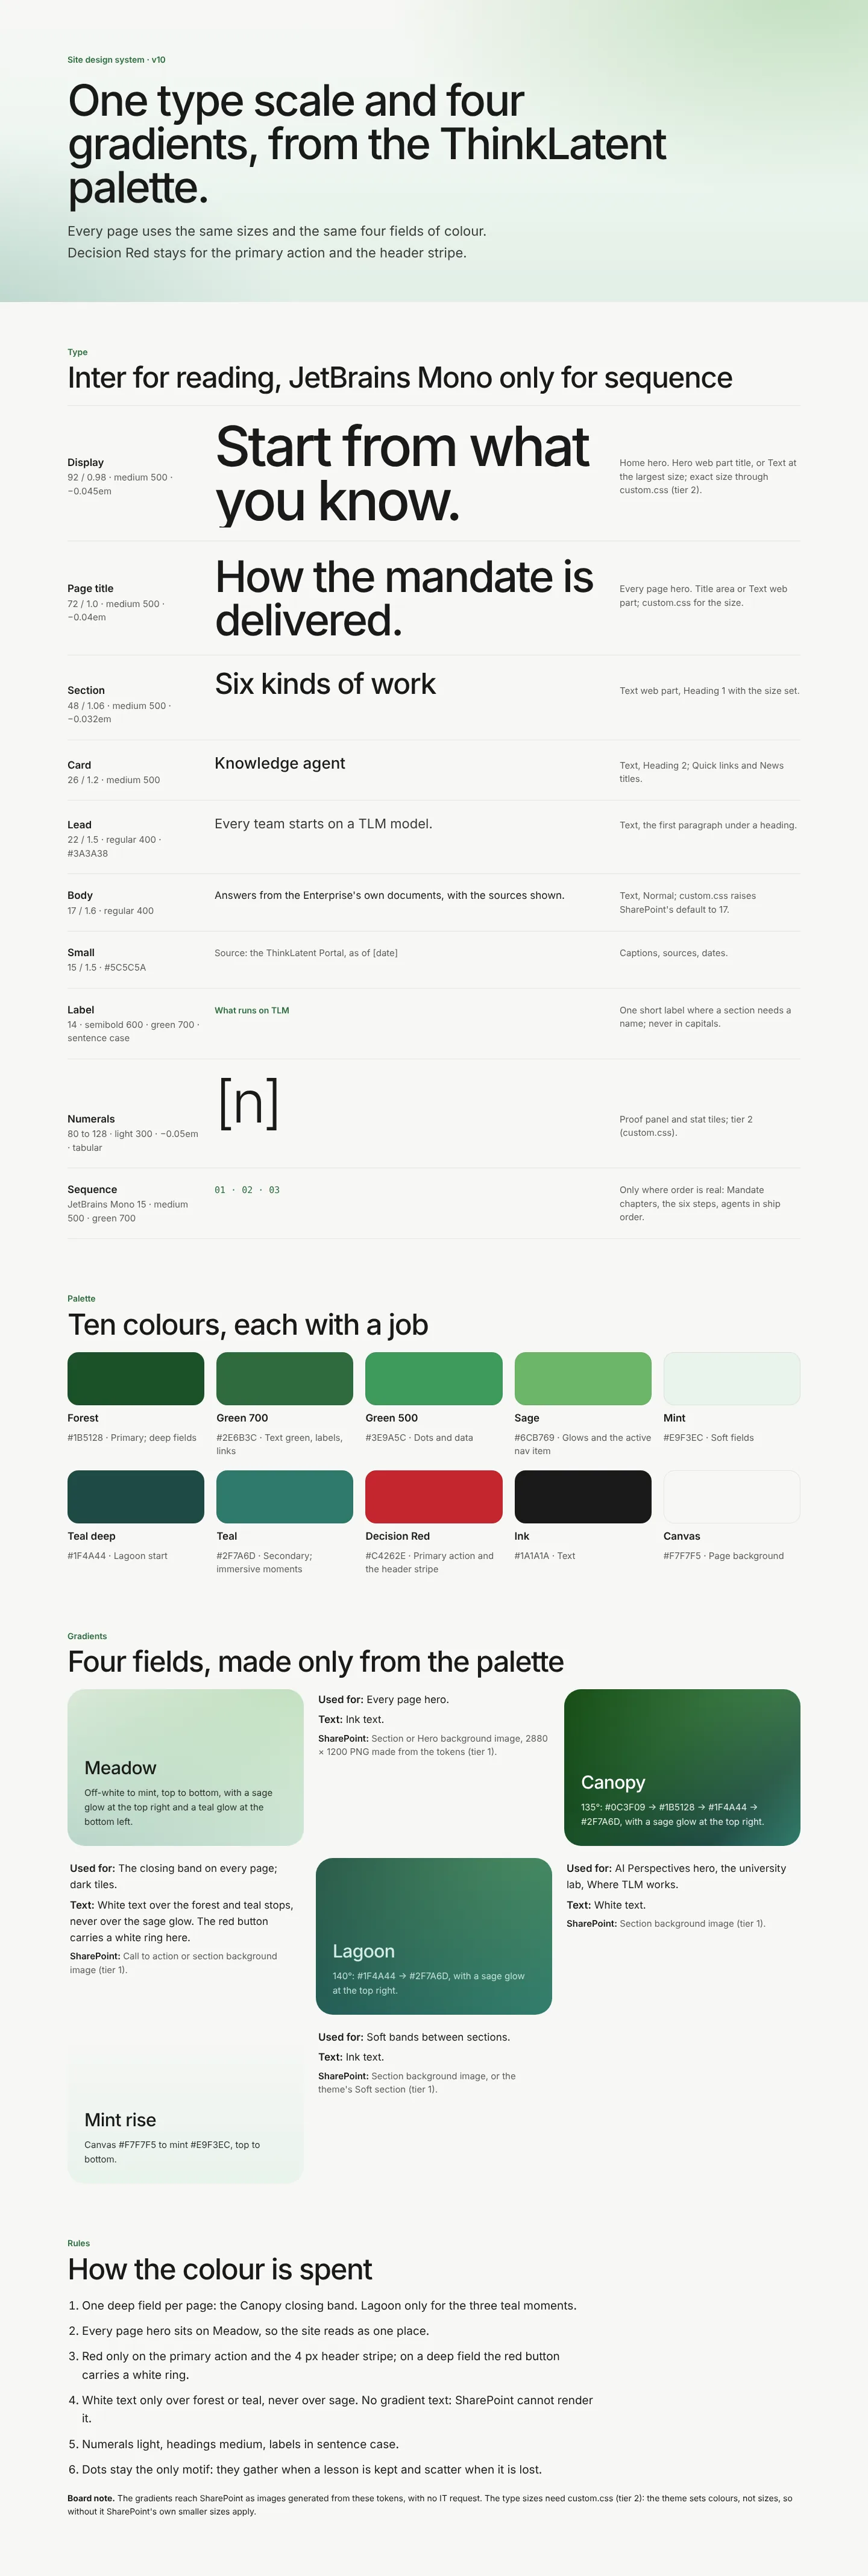 Site design system · v10
One type scale and four
gradients, from the ThinkLatent
palette.
Every page uses the same sizes and the same four fields of colour.
Decision Red stays for the primary action and the header stripe.
Type
Inter for reading, JetBrains Mono only for sequence
Display
92 / 0.98 · medium 500 ·
−0.045em
Start from what
you know.
Home hero. Hero web part title, or Text at
the largest size; exact size through
custom.css (tier 2).
Page title
72 / 1.0 · medium 500 ·
−0.04em
How the mandate is
delivered.
Every page hero. Title area or Text web
part; custom.css for the size.
Section
48 / 1.06 · medium 500 ·
−0.032em
Six kinds of work
Text web part, Heading 1 with the size set.
Card
26 / 1.2 · medium 500
Knowledge agent
Text, Heading 2; Quick links and News
titles.
Lead
22 / 1.5 · regular 400 ·
#3A3A38
Every team starts on a TLM model.
Text, the first paragraph under a heading.
Body
17 / 1.6 · regular 400
Answers from the Enterprise's own documents, with the sources shown.
Text, Normal; custom.css raises
SharePoint's default to 17.
Small
15 / 1.5 · #5C5C5A
Source: the ThinkLatent Portal, as of [date]
Captions, sources, dates.
Label
14 · semibold 600 · green 700 ·
sentence case
What runs on TLM
One short label where a section needs a
name; never in capitals.
Numerals
80 to 128 · light 300 · −0.05em
· tabular
[n]
Proof panel and stat tiles; tier 2
(custom.css).
Sequence
JetBrains Mono 15 · medium
500 · green 700
01 · 02 · 03
Only where order is real: Mandate
chapters, the six steps, agents in ship
order.
Palette
Ten colours, each with a job
Forest
#1B5128 · Primary; deep fields
Green 700
#2E6B3C · Text green, labels,
links
Green 500
#3E9A5C · Dots and data
Sage
#6CB769 · Glows and the active
nav item
Mint
#E9F3EC · Soft fields
Teal deep
#1F4A44 · Lagoon start
Teal
#2F7A6D · Secondary;
immersive moments
Decision Red
#C4262E · Primary action and
the header stripe
Ink
#1A1A1A · Text
Canvas
#F7F7F5 · Page background
Gradients
Four fields, made only from the palette
Meadow
Off-white to mint, top to bottom, with a sage
glow at the top right and a teal glow at the
bottom left.
Used for: Every page hero.
Text: Ink text.
SharePoint: Section or Hero background image, 2880
× 1200 PNG made from the tokens (tier 1).
Canopy
135°: #0C3F09 → #1B5128 → #1F4A44 →
#2F7A6D, with a sage glow at the top right.
Used for: The closing band on every page;
dark tiles.
Text: White text over the forest and teal stops,
never over the sage glow. The red button
carries a white ring here.
SharePoint: Call to action or section background
image (tier 1).
Lagoon
140°: #1F4A44 → #2F7A6D, with a sage glow
at the top right.
Used for: AI Perspectives hero, the university
lab, Where TLM works.
Text: White text.
SharePoint: Section background image (tier 1).
Mint rise
Canvas #F7F7F5 to mint #E9F3EC, top to
bottom.
Used for: Soft bands between sections.
Text: Ink text.
SharePoint: Section background image, or the
theme's Soft section (tier 1).
Rules
How the colour is spent
1. One deep field per page: the Canopy closing band. Lagoon only for the three teal moments.
2. Every page hero sits on Meadow, so the site reads as one place.
3. Red only on the primary action and the 4 px header stripe; on a deep field the red button
carries a white ring.
4. White text only over forest or teal, never over sage. No gradient text: SharePoint cannot render
it.
5. Numerals light, headings medium, labels in sentence case.
6. Dots stay the only motif: they gather when a lesson is kept and scatter when it is lost.
Board note. The gradients reach SharePoint as images generated from these tokens, with no IT request. The type sizes need custom.css (tier 2): the theme sets colours, not sizes, so
without it SharePoint's own smaller sizes apply.